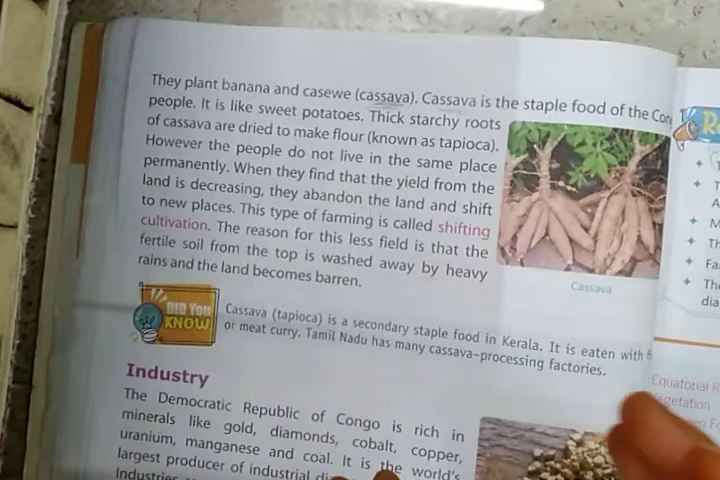 They plant banana and casewe (cassava). Cassava is the staple food of the
people. It is like sweet potatoes. Thick starchy roots
of cassava are dried to make flour (known as tapioca).
However the people do not live in the same place
permanently. When they find that the yield from the
land is decreasing, they abandon the land and shift
to new places. This type of farming is called shifting
cultivation. The reason for this less field is that the
fertile soil from the top is washed away by heavy
rains and the land becomes barren.
Cassava
DID YOU
KNOW
Cassava (tapioca) is a secondary staple food in Kerala. It is eaten with
or meat curry. Tamil Nadu has many cassava-processing factories.
Industry
The Democratic Republic of Congo is rich in
minerals like gold, diamonds, cobalt, copper,
uranium, manganese and coal. It is the world's
largest producer of industrial
Industries
Equatorial